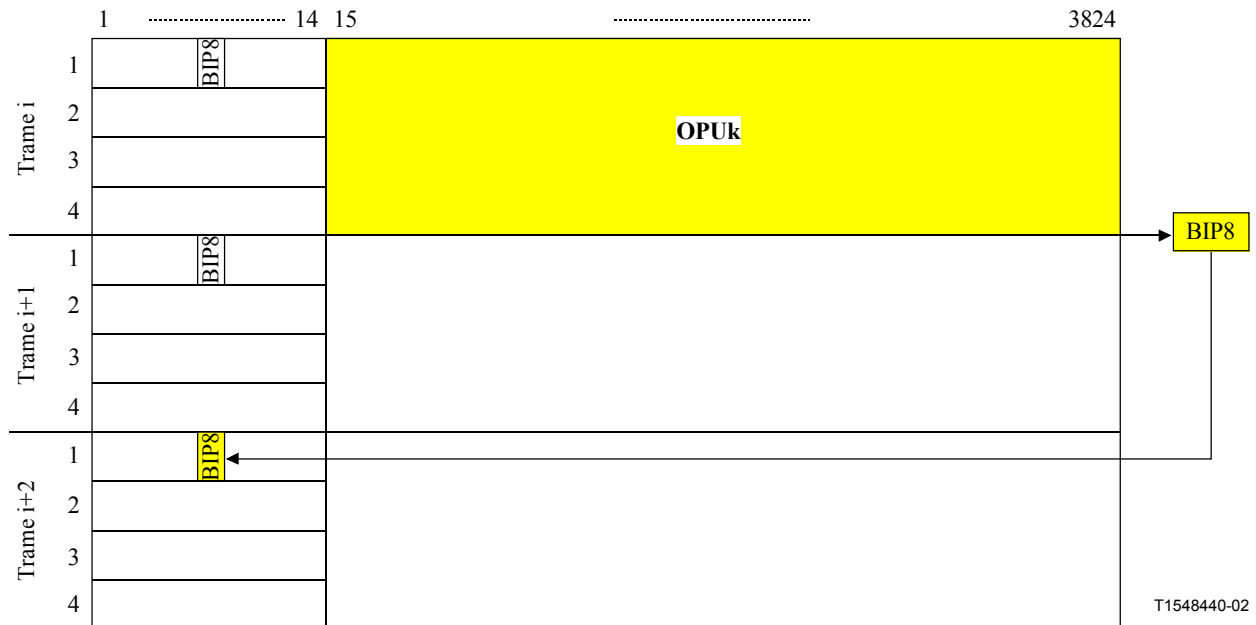 1 14 15 3824
Trame i
1 BIP8
2
3
4
OPUk
BIP8
Trame i+1
1 BIP8
2
3
4
Trame i+2
1 BIP8
2
3
4
T1548440-02